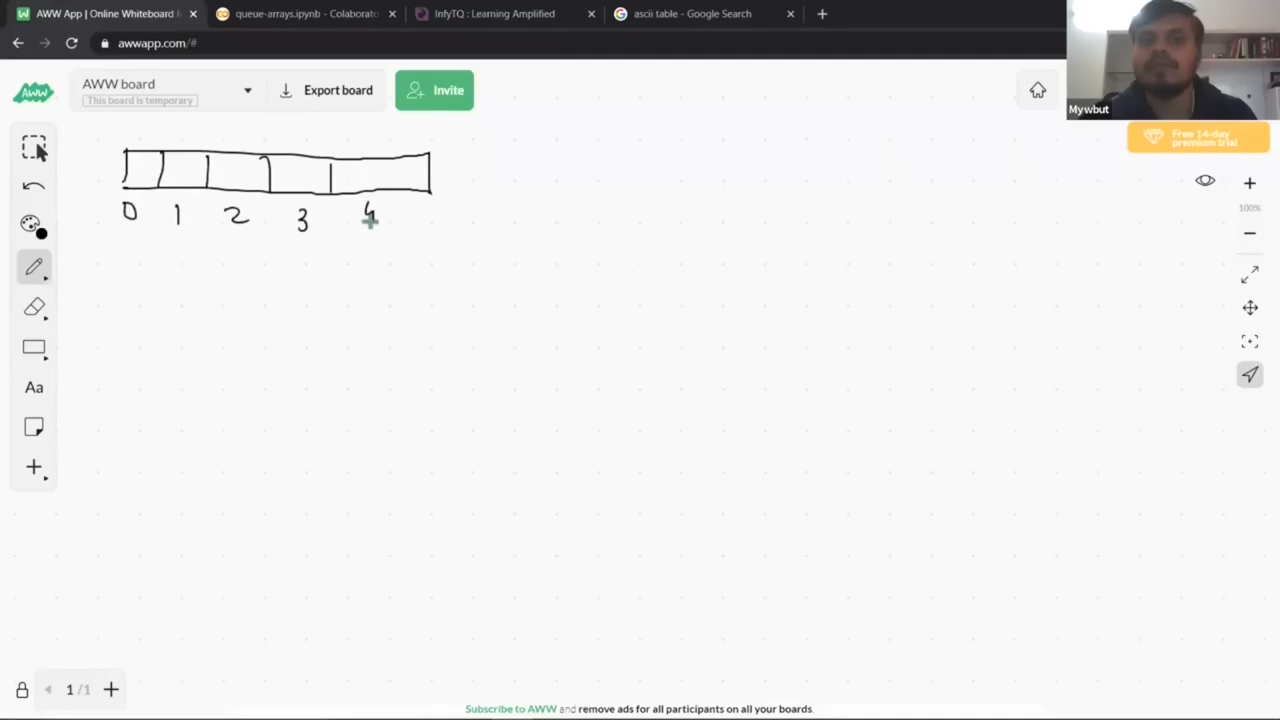 AWW App | Online Whiteboard f
queue-arrays.ipynb - Colaborato
InfyTQ : Learning Amplified
ascii table - Google Search
awwapp.com/#
AWW
AWW board
This board is temporary
Export board
Invite
Mywbut
Free 14-day
premium trial
100%
0 1 2 3 4
Aa
1 /1
Subscribe to AWW and remove ads for all participants on all your boards.